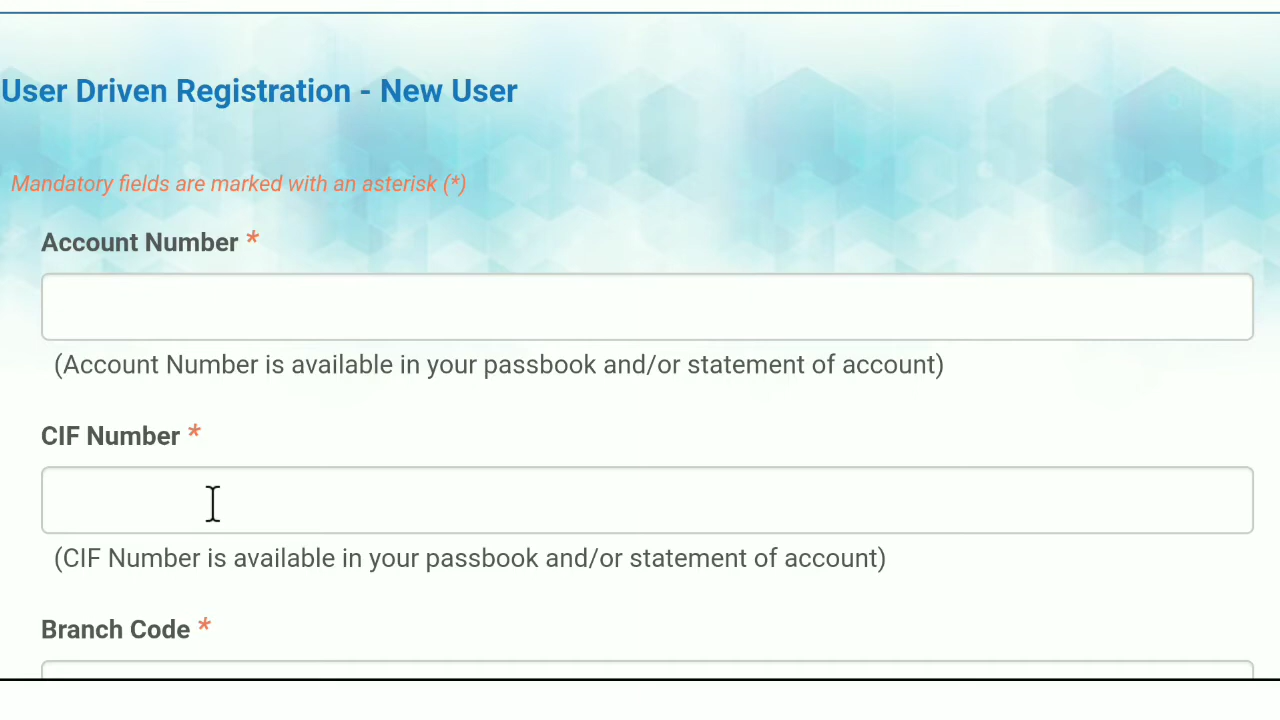 User Driven Registration - New User
Mandatory fields are marked with an asterisk (*)
Account Number *
(Account Number is available in your passbook and/or statement of account)
CIF Number *
(CIF Number is available in your passbook and/or statement of account)
Branch Code *